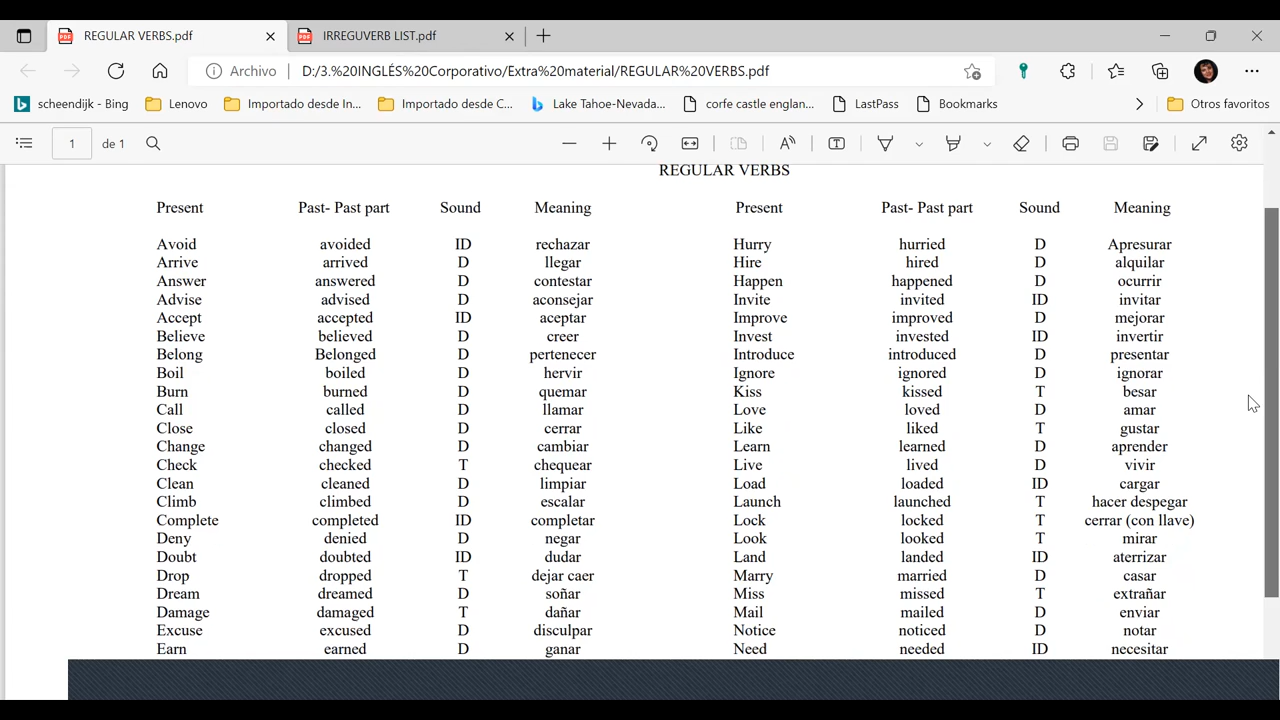 REGULAR VERBS.pdf IRREGUVERB LIST.pdf
Archivo D:/3.%20INGLÉS%20Corporativo/Extra%20material/REGULAR%20VERBS.pdf
scheendijk - Bing Lenovo Importado desde In... Importado desde C... Lake Tahoe-Nevada... corfe castle englan... LastPass Bookmarks Otros favoritos
1 de 1
REGULAR VERBS
Present Past- Past part Sound Meaning Present Past- Past part Sound Meaning
Avoid avoided ID rechazar Hurry hurried D Apresurar
Arrive arrived D llegar Hire hired D alquilar
Answer answered D contestar Happen happened D ocurrir
Advise advised D aconsejar Invite invited ID invitar
Accept accepted ID aceptar Improve improved D mejorar
Believe believed D creer Invest invested ID invertir
Belong Belonged D pertenecer Introduce introduced D presentar
Boil boiled D hervir Ignore ignored D ignorar
Burn burned D quemar Kiss kissed T besar
Call called D llamar Love loved D amar
Close closed D cerrar Like liked T gustar
Change changed D cambiar Learn learned D aprender
Check checked T chequear Live lived D vivir
Clean cleaned D limpiar Load loaded ID cargar
Climb climbed D escalar Launch launched T hacer despegar
Complete completed ID completar Lock locked T cerrar (con llave)
Deny denied D negar Look looked T mirar
Doubt doubted ID dudar Land landed ID aterrizar
Drop dropped T dejar caer Marry married D casar
Dream dreamed D soñar Miss missed T extrañar
Damage damaged T dañar Mail mailed D enviar
Excuse excused D disculpar Notice noticed D notar
Earn earned D ganar Need needed ID necesitar